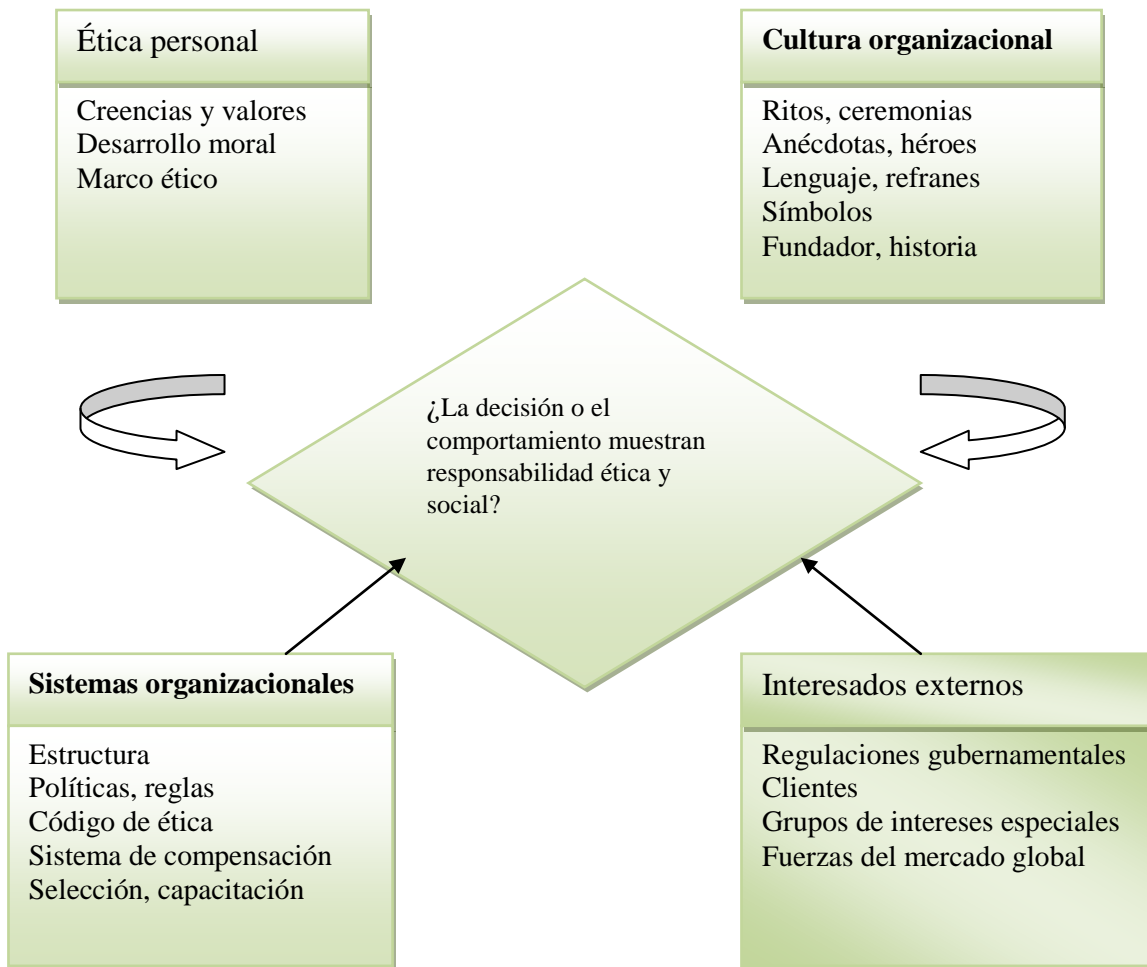 Ética personal
Creencias y valores
Desarrollo moral
Marco ético
Cultura organizacional
Ritos, ceremonias
Anécdotas, héroes
Lenguaje, refranes
Símbolos
Fundador, historia
¿La decisión o el
comportamiento muestran
responsabilidad ética y
social?
Sistemas organizacionales
Estructura
Políticas, reglas
Código de ética
Sistema de compensación
Selección, capacitación
Interesados externos
Regulaciones gubernamentales
Clientes
Grupos de intereses especiales
Fuerzas del mercado global